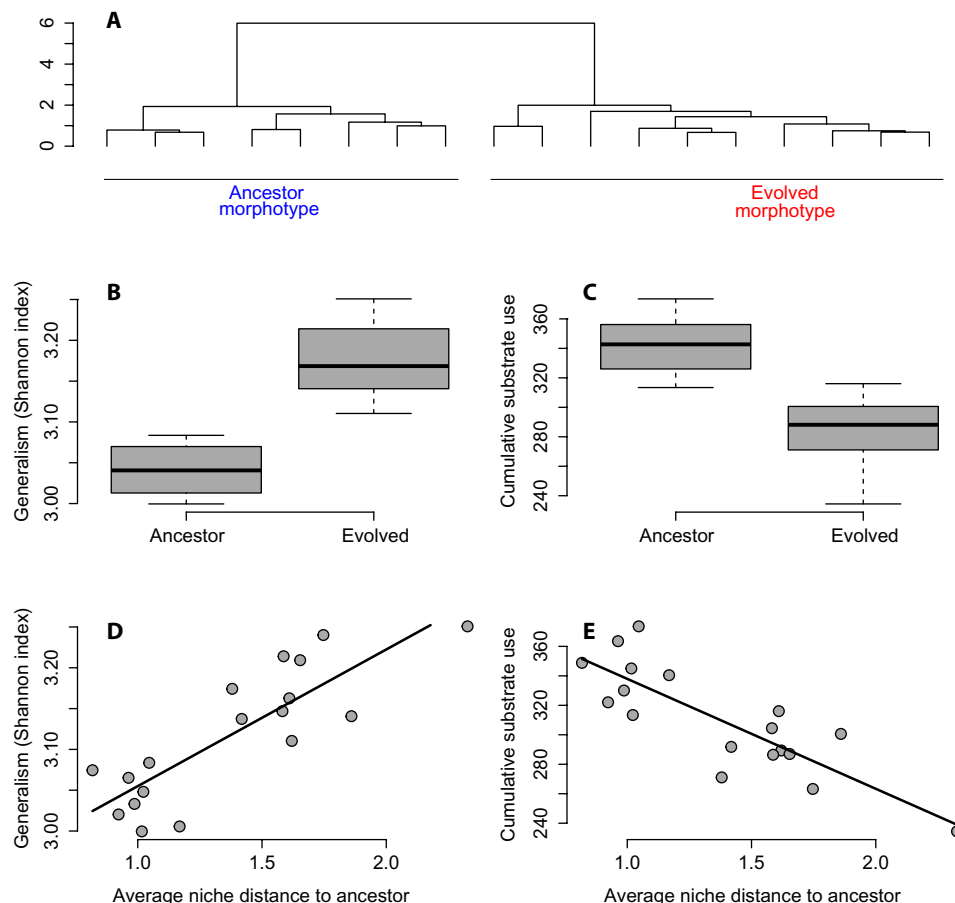 A
6
4
2
0
Ancestor
morphotype
Evolved
morphotype
B
Generalism (Shannon index)
3.20
3.10
3.00
Ancestor
Evolved
C
Cumulative substrate use
360
320
280
240
Ancestor
Evolved
D
Generalism (Shannon index)
3.20
3.10
3.00
1.0
1.5
2.0
Average niche distance to ancestor
E
Cumulative substrate use
360
320
280
240
1.0
1.5
2.0
Average niche distance to ancestor